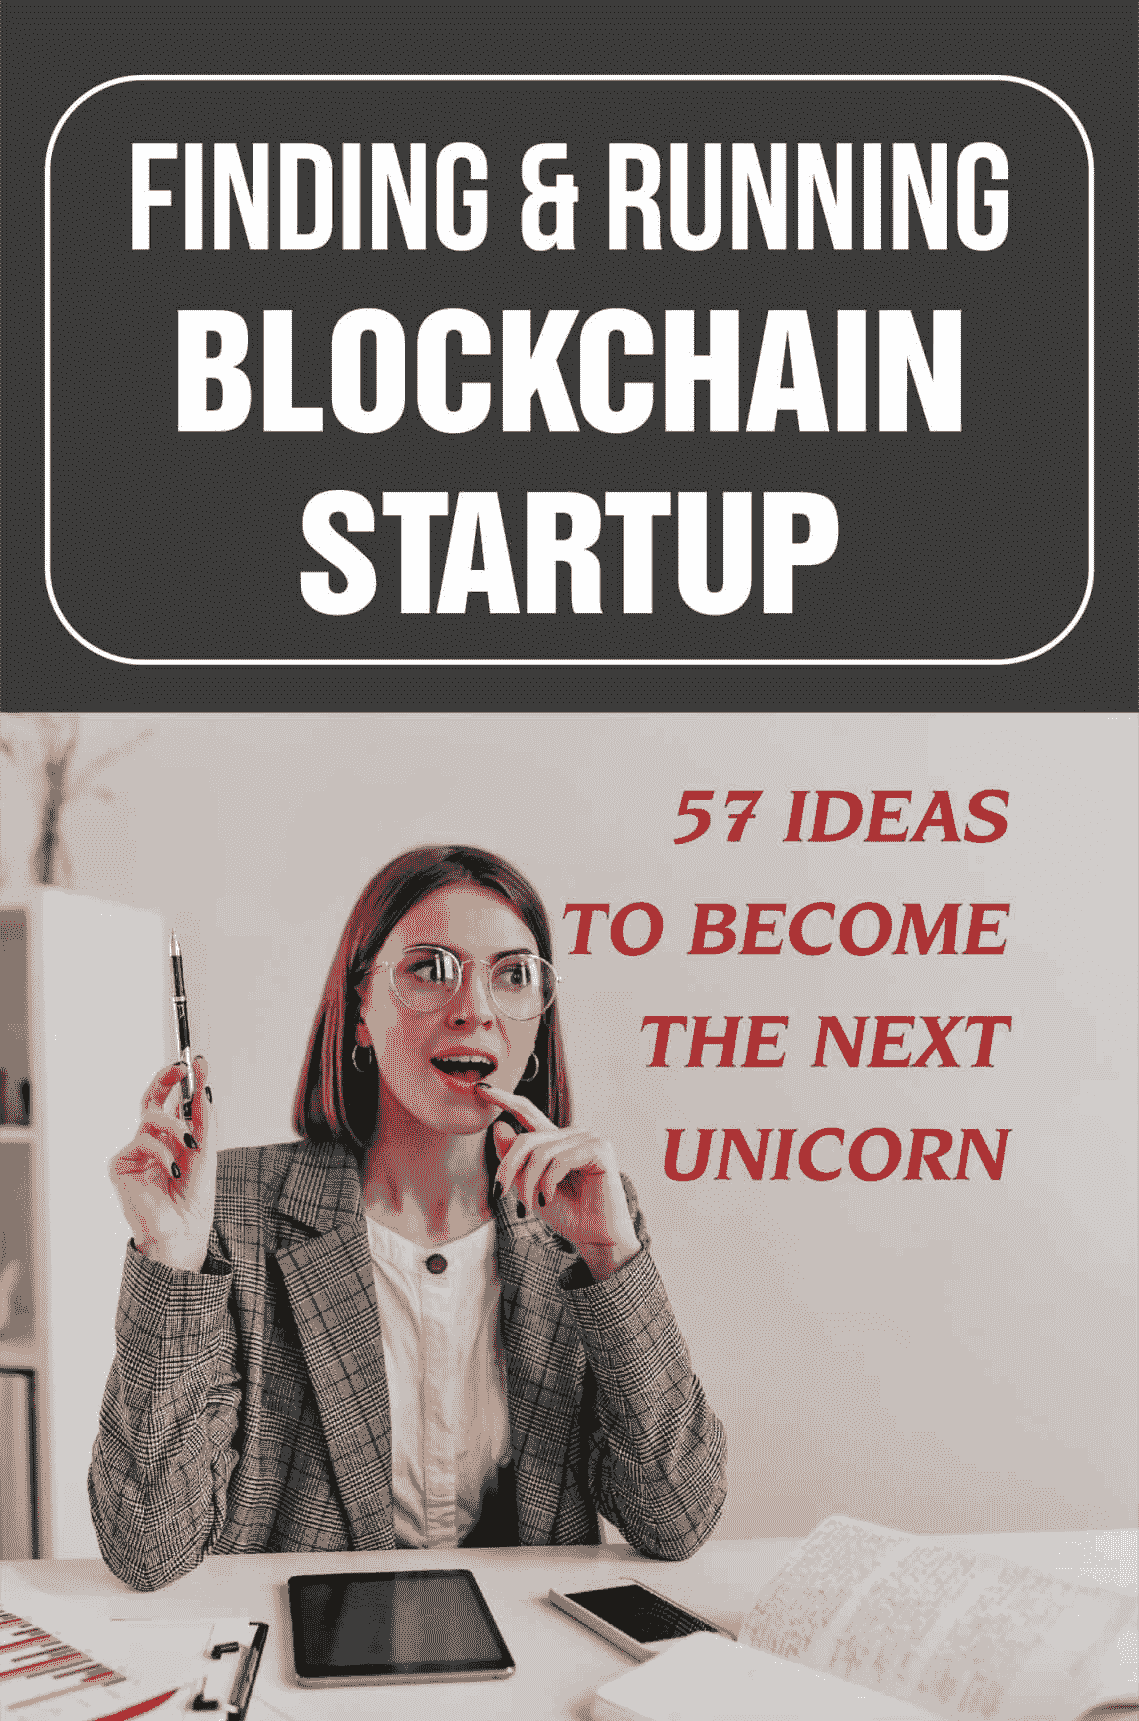 FINDING & RUNNING
BLOCKCHAIN
STARTUP
57 IDEAS
TO BECOME
THE NEXT
UNICORN